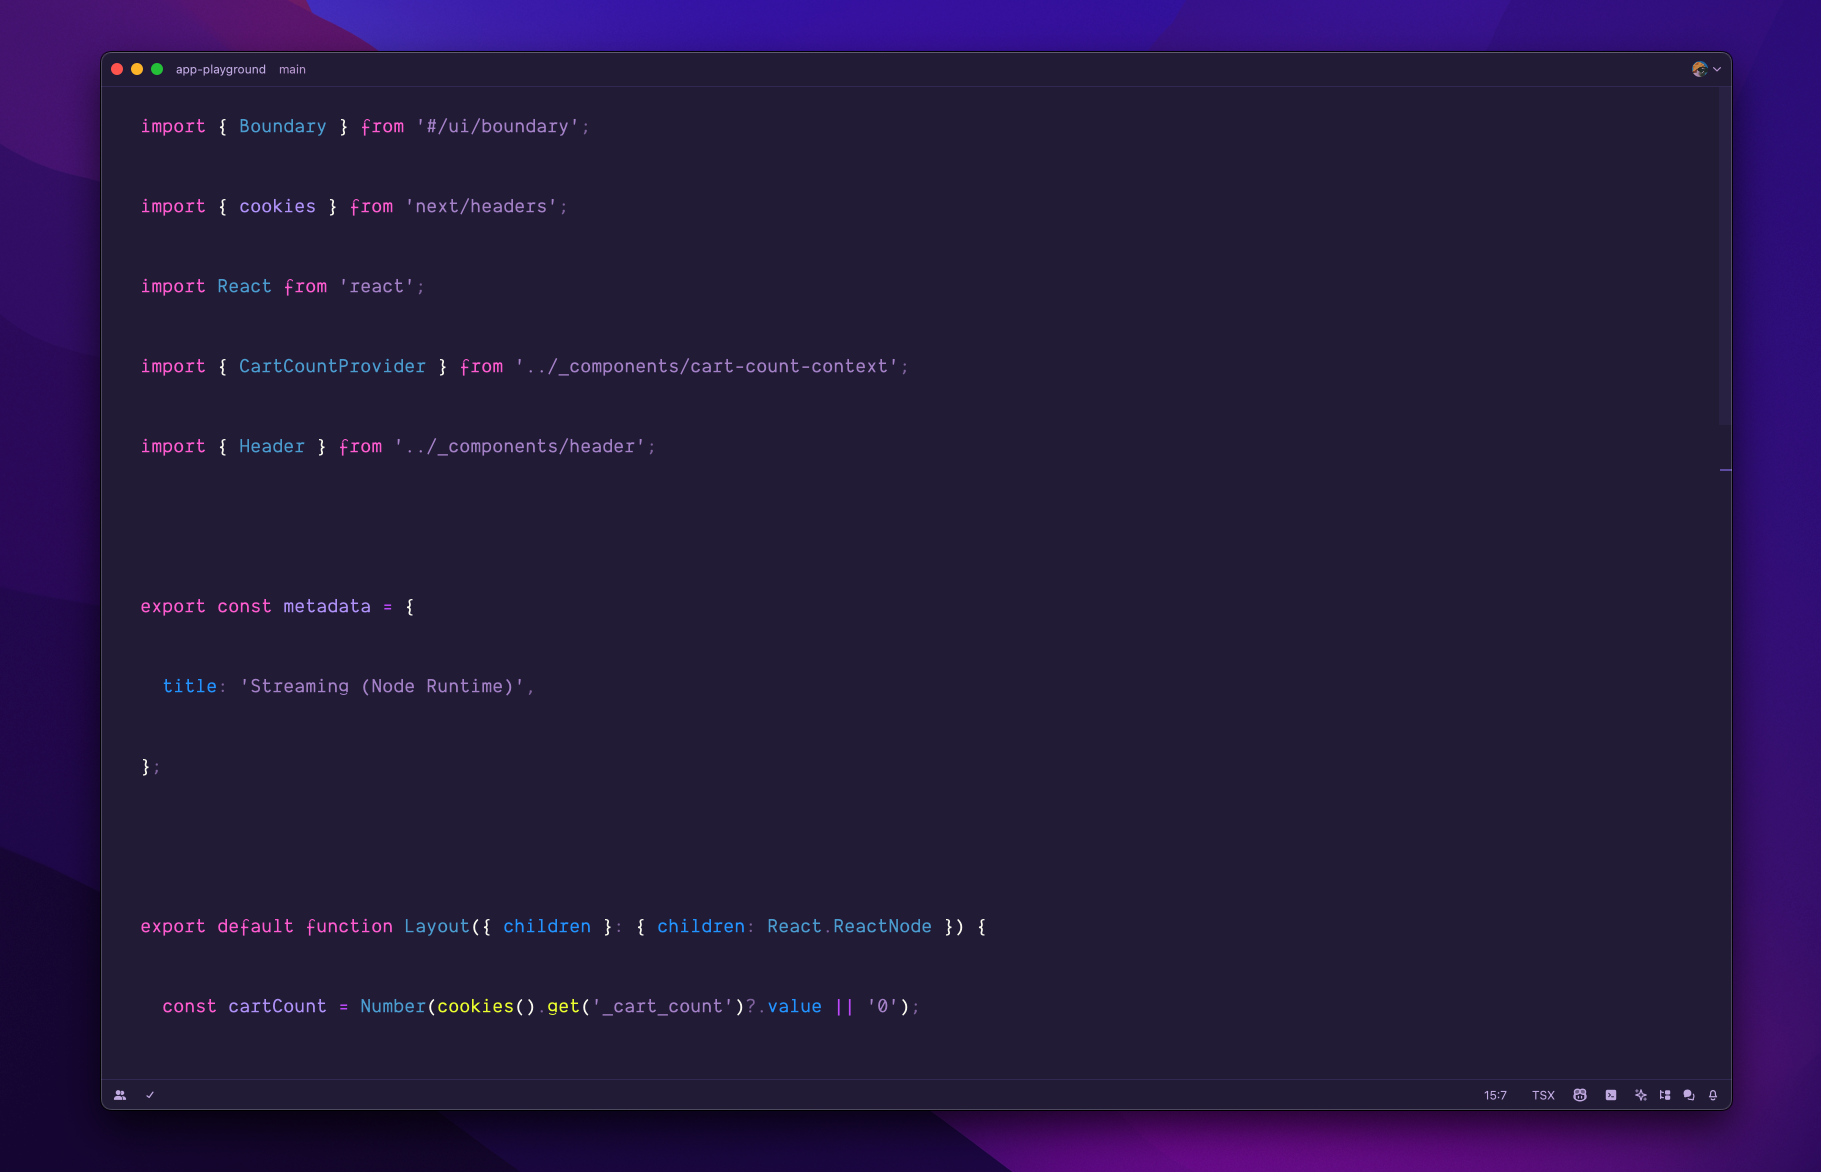 app-playground main
import { Boundary } from '#/ui/boundary';
import { cookies } from 'next/headers';
import React from 'react';
import { CartCountProvider } from '../_components/cart-count-context';
import { Header } from '../_components/header';
export const metadata = {
  title: 'Streaming (Node Runtime)',
};
export default function Layout({ children }: { children: React.ReactNode }) {
  const cartCount = Number(cookies().get('_cart_count')?.value || '0');
15:7 TSX